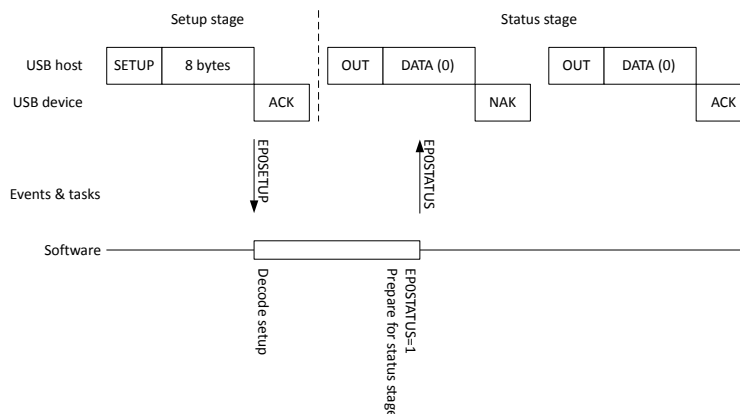 Setup stage
Status stage
USB host
SETUP
8 bytes
OUT
DATA (0)
OUT
DATA (0)
USB device
ACK
NAK
ACK
EP0SETUP
EP0STATUS
Events & tasks
Software
Decode setup
EP0STATUS=1
Prepare for status stage